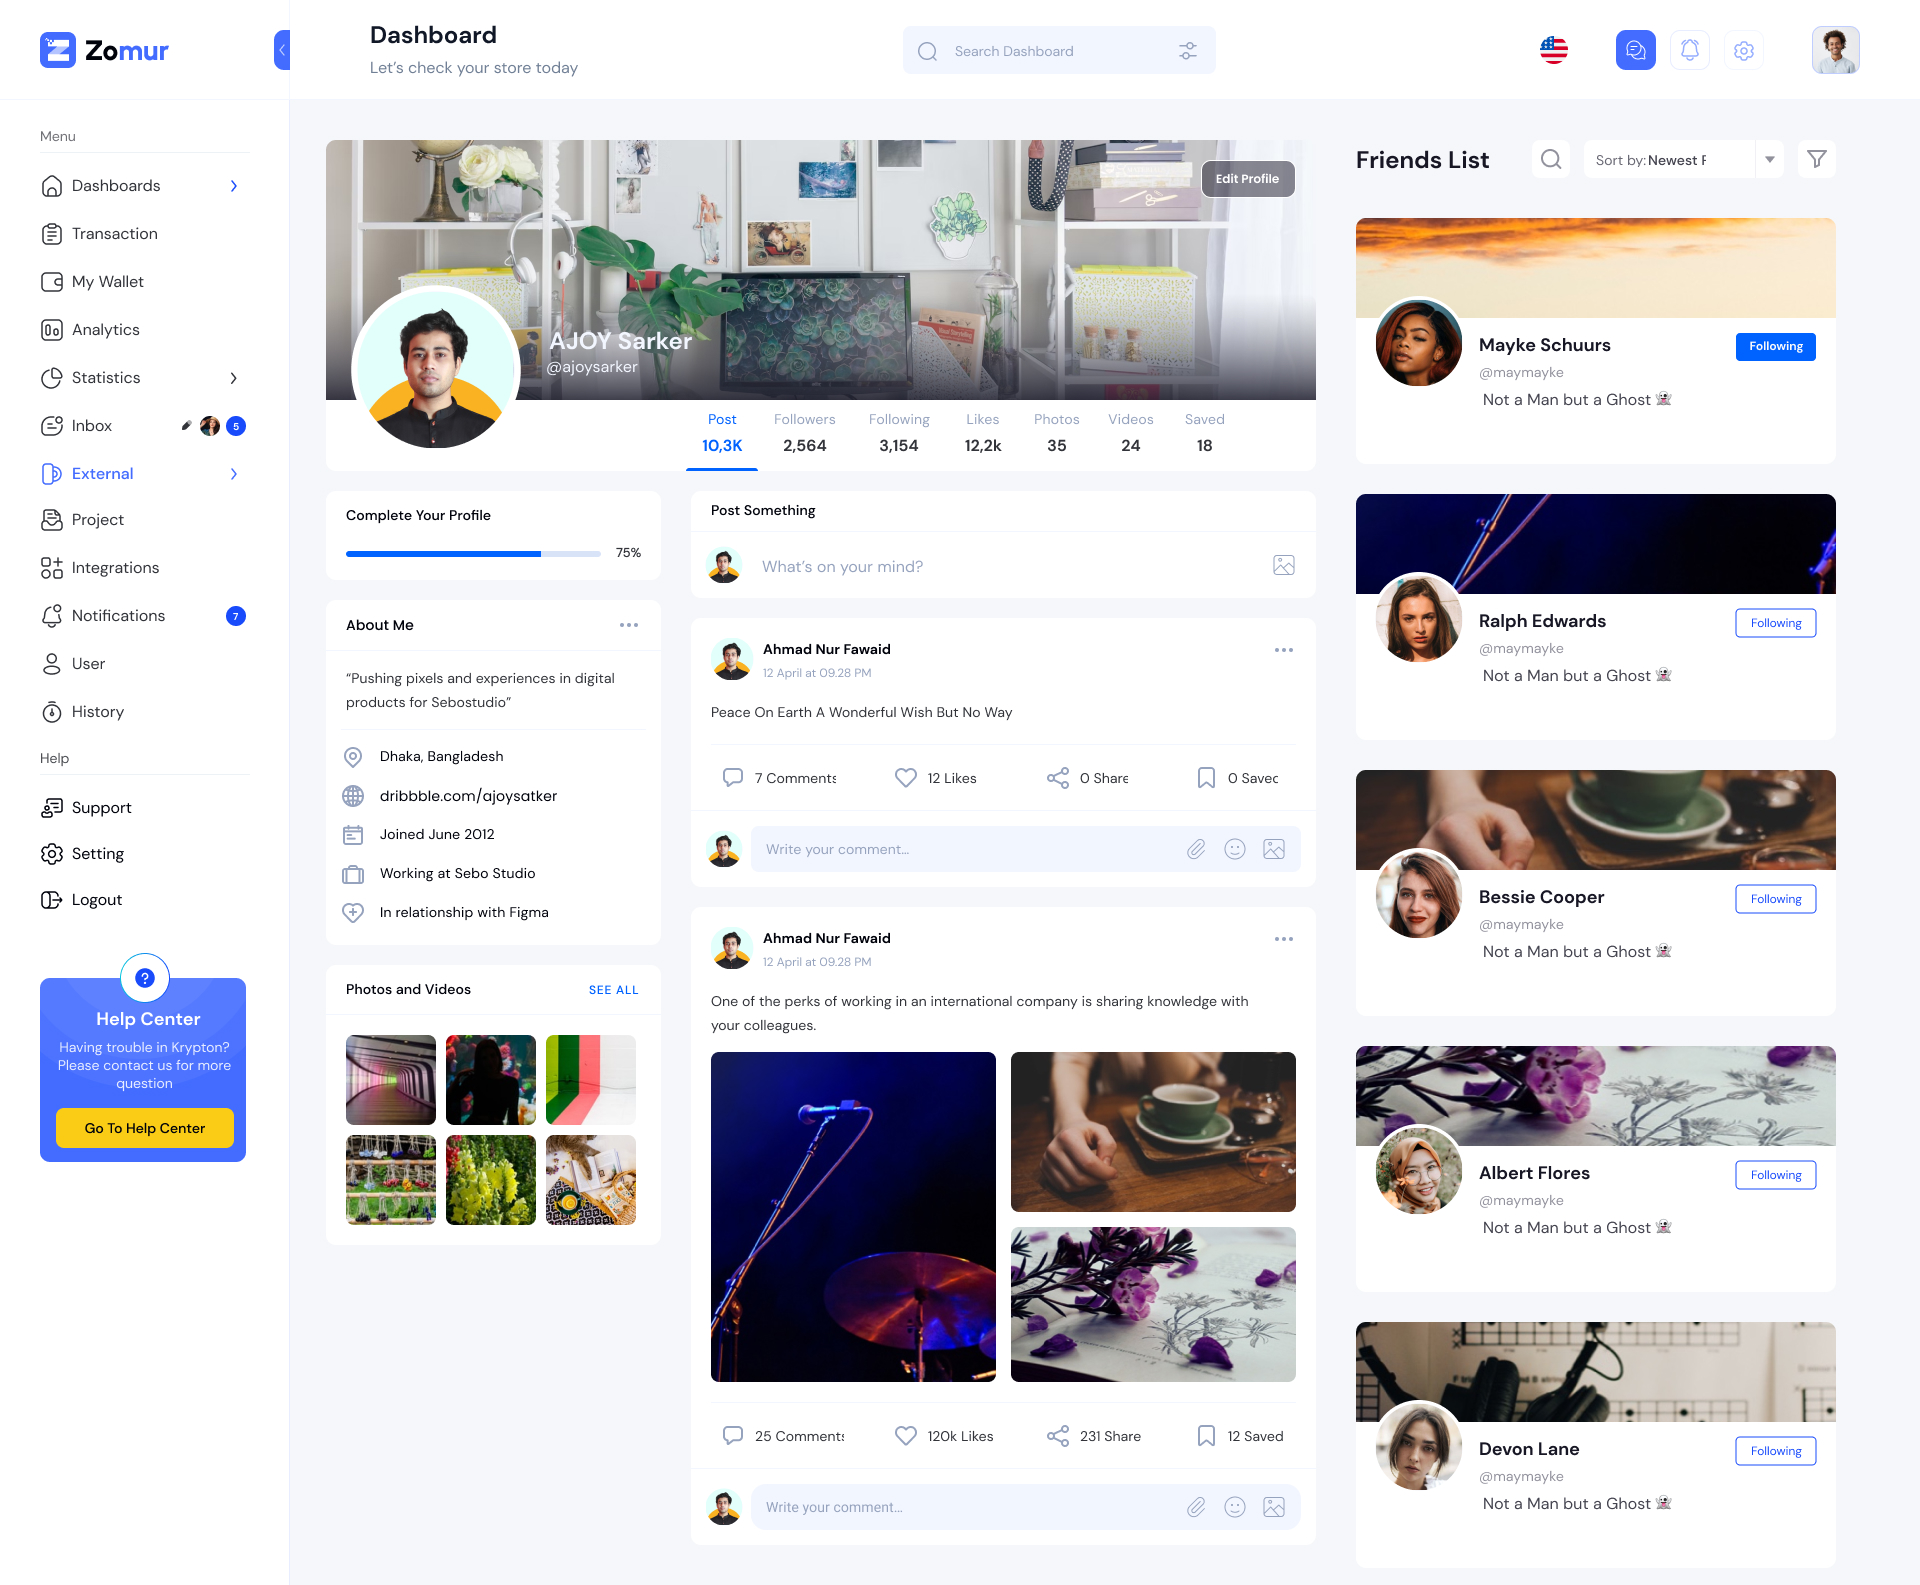 Zomur
Dashboard
Let's check your store today
Search Dashboard
Menu
Dashboards
Transaction
My Wallet
Analytics
Statistics
Inbox
5
External
Project
Integrations
Notifications
7
User
History
Help
Support
Setting
Logout
?
Help Center
Having trouble in Krypton?
Please contact us for more
question
Go To Help Center
Edit Profile
AJOY Sarker
@ajoysarker
Post
10,3K
Followers
2,564
Following
3,154
Likes
12,2k
Photos
35
Videos
24
Saved
18
Complete Your Profile
75%
About Me
“Pushing pixels and experiences in digital
products for Sebostudio”
Dhaka, Bangladesh
dribbble.com/ajoysatker
Joined June 2012
Working at Sebo Studio
In relationship with Figma
Photos and Videos
SEE ALL
Post Something
What's on your mind?
Ahmad Nur Fawaid
12 April at 09.28 PM
Peace On Earth A Wonderful Wish But No Way
7 Comments
12 Likes
0 Share
0 Saved
Write your comment…
Ahmad Nur Fawaid
12 April at 09.28 PM
One of the perks of working in an international company is sharing knowledge with
your colleagues.
25 Comments
120k Likes
231 Share
12 Saved
Write your comment…
Friends List
Sort by: Newest F
Mayke Schuurs
Following
@maymayke
Not a Man but a Ghost 👻
Ralph Edwards
Following
@maymayke
Not a Man but a Ghost 👻
Bessie Cooper
Following
@maymayke
Not a Man but a Ghost 👻
Albert Flores
Following
@maymayke
Not a Man but a Ghost 👻
Devon Lane
Following
@maymayke
Not a Man but a Ghost 👻